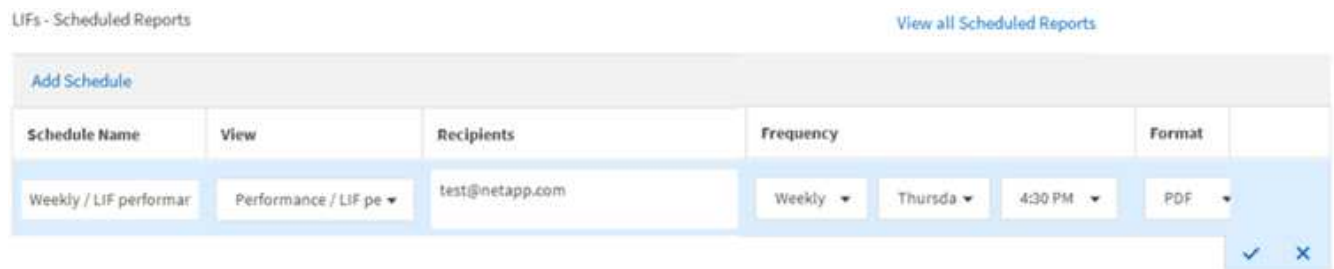 LIFs - Scheduled Reports View all Scheduled Reports
Add Schedule
Schedule Name View Recipients Frequency Format
Weekly / LIF performar Performance / LIF pe test@netapp.com Weekly Thursda 4:30 PM PDF